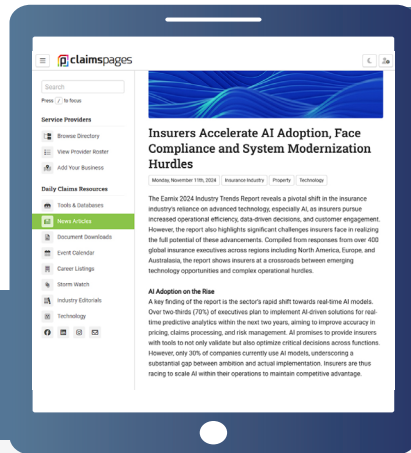 claimspages
Search
Press / to focus
Service Providers
Browse Directory
View Provider Roster
Add Your Business
Daily Claims Resources
Tools & Databases
News Articles
Document Downloads
Event Calendar
Career Listings
Storm Watch
Industry Editorials
Technology
Insurers Accelerate AI Adoption, Face
Compliance and System Modernization
Hurdles
Monday, November 11th, 2024 Insurance Industry Property Technology
The Earnix 2024 Industry Trends Report reveals a pivotal shift in the insurance
industry's reliance on advanced technology, especially AI, as insurers pursue
increased operational efficiency, data-driven decisions, and customer engagement.
However, the report also highlights significant challenges insurers face in realizing
the full potential of these advancements. Compiled from responses from over 400
global insurance executives across regions including North America, Europe, and
Australasia, the report shows insurers at a crossroads between emerging
technology opportunities and complex operational hurdles.
AI Adoption on the Rise
A key finding of the report is the sector's rapid shift towards real-time AI models.
Over two-thirds (70%) of executives plan to implement AI-driven solutions for real-
time predictive analytics within the next two years, aiming to improve accuracy in
pricing, claims processing, and risk management. AI promises to provide insurers
with tools to not only validate but also optimize critical decisions across functions.
However, only 30% of companies currently use AI models, underscoring a
substantial gap between ambition and actual implementation. Insurers are thus
racing to scale AI within their operations to maintain competitive advantage.